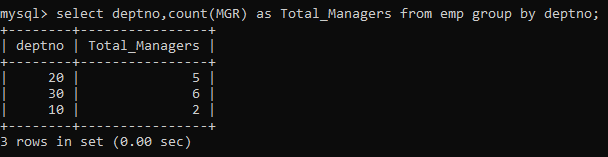 mysql> select deptno,count(MGR) as Total_Managers from emp group by deptno;
+--------+----------------+
| deptno | Total_Managers |
+--------+----------------+
|     20 |              5 |
|     30 |              6 |
|     10 |              2 |
+--------+----------------+
3 rows in set (0.00 sec)